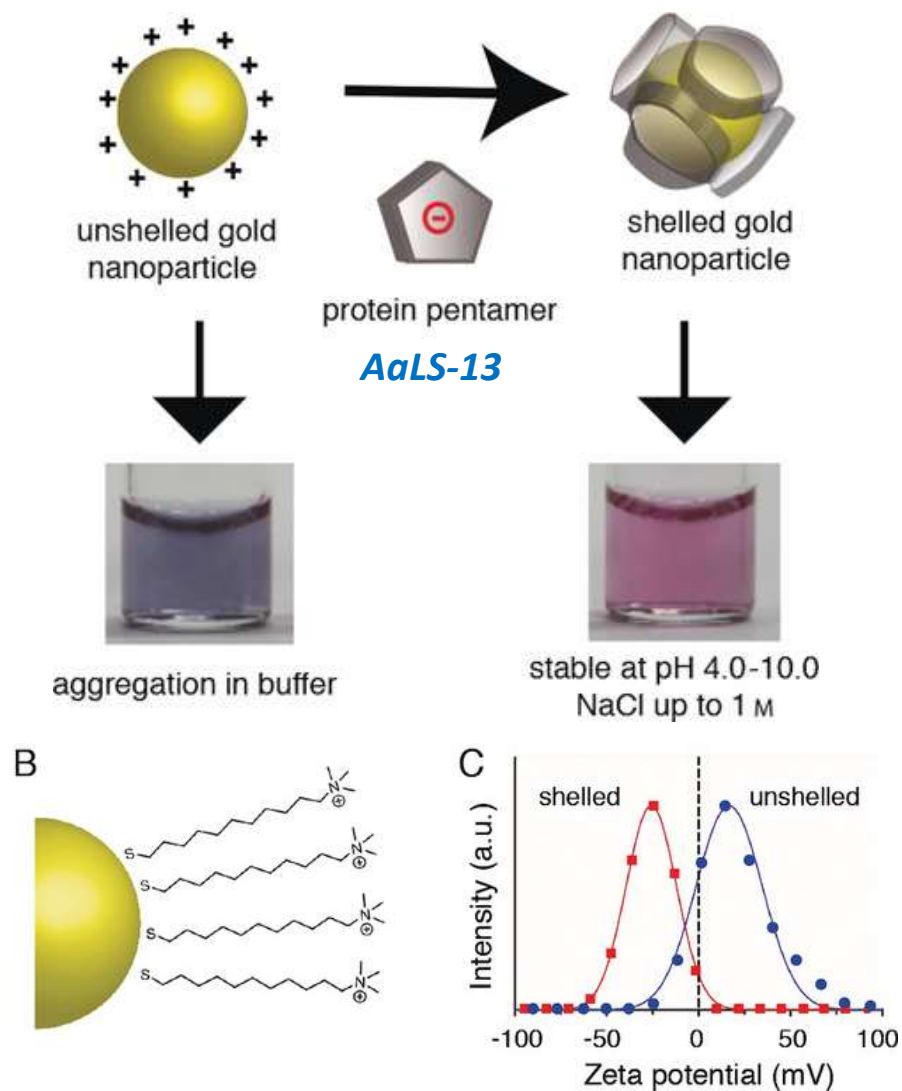 + + + + + + + + + + + + +
unshelled gold
nanoparticle
−
protein pentamer
AaLS-13
shelled gold
nanoparticle
aggregation in buffer
stable at pH 4.0-10.0
NaCl up to 1 M
B
S N ⊕
S N ⊕
S N ⊕
S N ⊕
C
shelled
unshelled
Intensity (a.u.)
-100 -50 0 50 100
Zeta potential (mV)